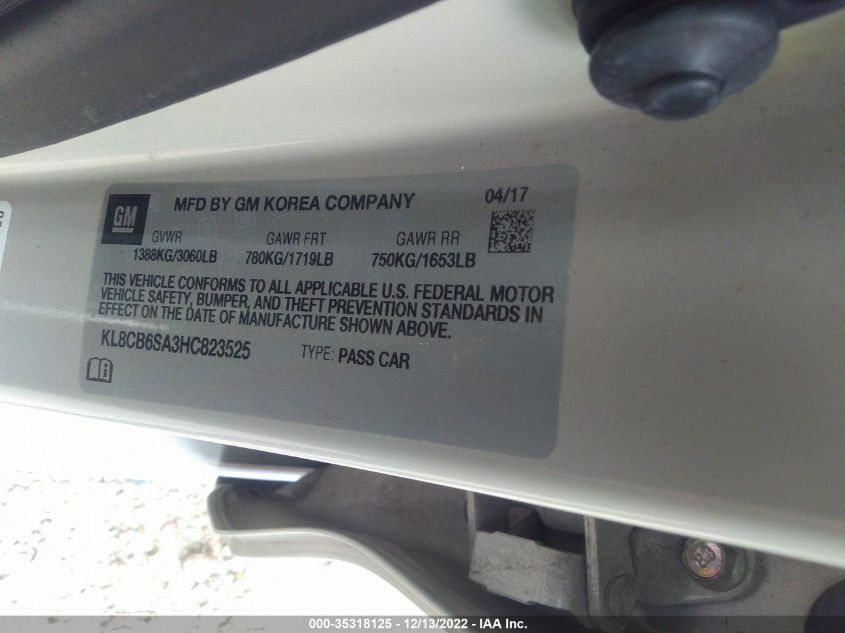 GM
MFD BY GM KOREA COMPANY
04/17
GVWR GAWR FRT GAWR RR
1388KG/3060LB 780KG/1719LB 750KG/1653LB
THIS VEHICLE CONFORMS TO ALL APPLICABLE U.S. FEDERAL MOTOR
VEHICLE SAFETY, BUMPER, AND THEFT PREVENTION STANDARDS IN
EFFECT ON THE DATE OF MANUFACTURE SHOWN ABOVE.
KL8CB6SA3HC823525 TYPE: PASS CAR
000-35318125 - 12/13/2022 - IAA Inc.